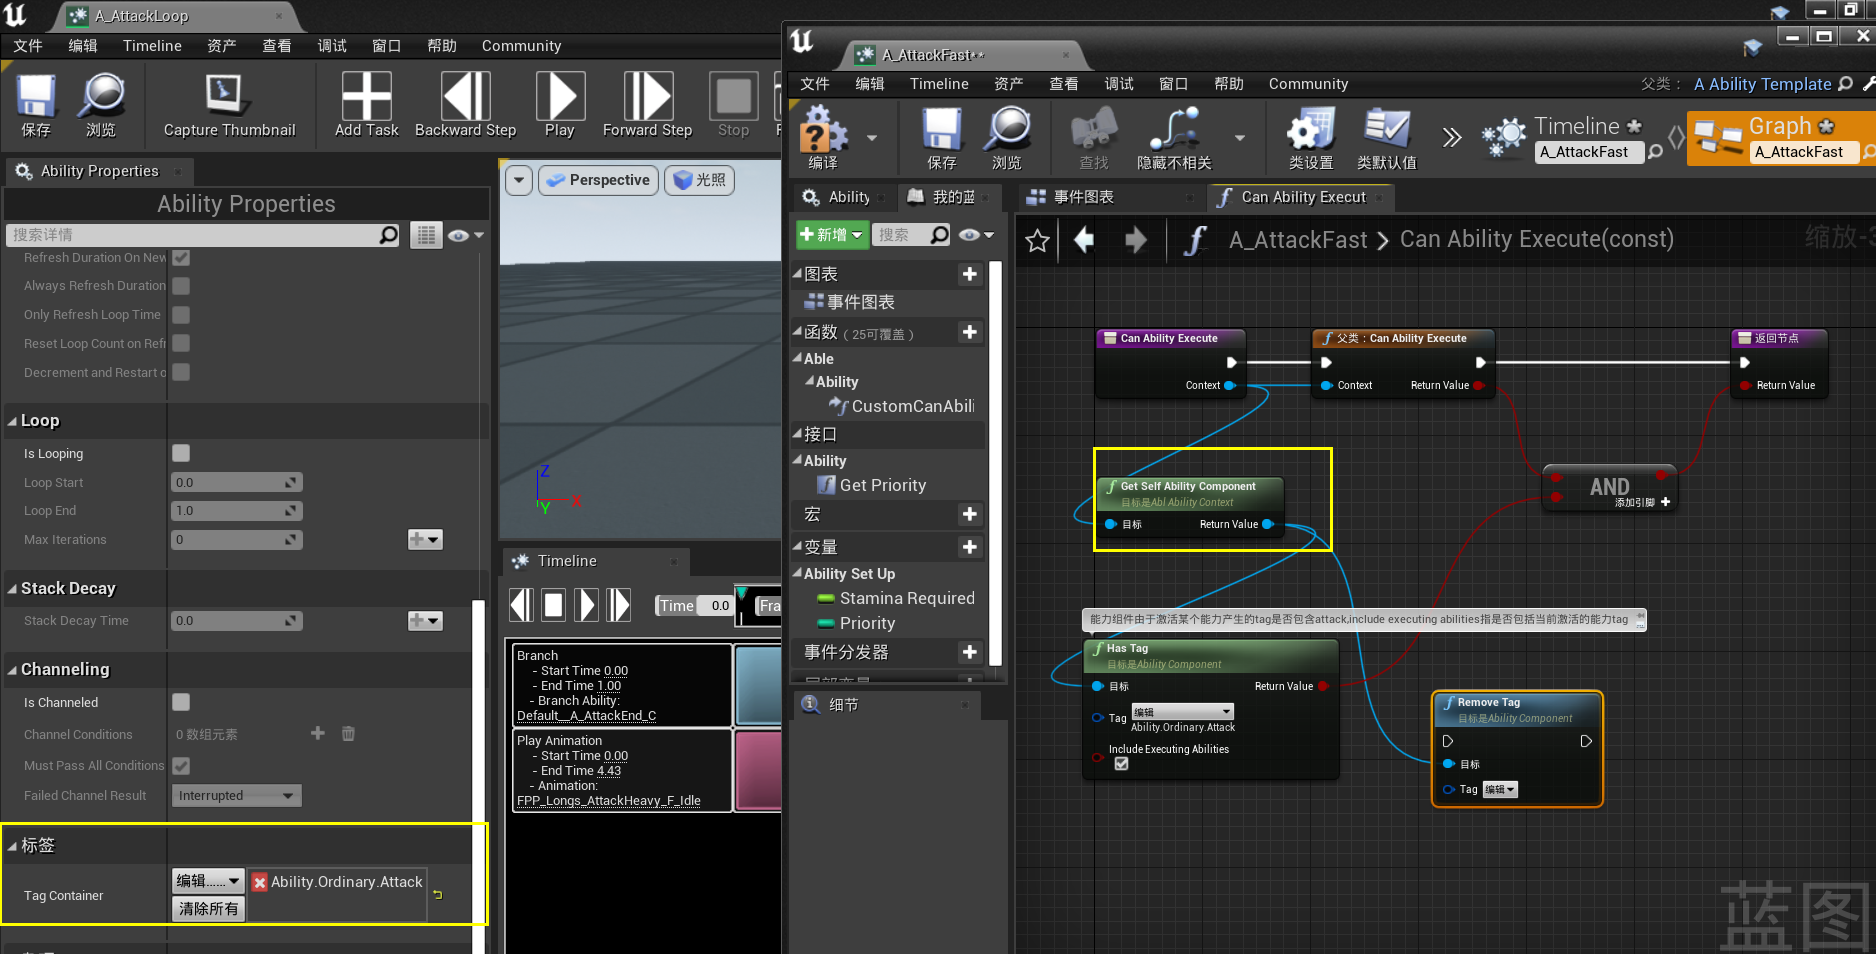 A_AttackLoop
文件 编辑 Timeline 资产 查看 调试 窗口 帮助 Community
保存 浏览 Capture Thumbnail Add Task Backward Step Play Forward Step Stop
Ability Properties
Ability Properties
搜索详情
Refresh Duration On New
Always Refresh Duration
Only Refresh Loop Time
Reset Loop Count on Refr
Decrement and Restart o
Loop
Is Looping
Loop Start 0.0
Loop End 1.0
Max Iterations 0
Stack Decay
Stack Decay Time 0.0
Channeling
Is Channeled
Channel Conditions 0 数组元素
Must Pass All Conditions
Failed Channel Result Interrupted
标签
Tag Container 编辑...... Ability.Ordinary.Attack
清除所有
Perspective 光照
Z
X
Y
Timeline
Time 0.0 Fra
Branch
- Start Time 0.00
- End Time 1.00
- Branch Ability:
Default__A_AttackEnd_C
Play Animation
- Start Time 0.00
- End Time 4.43
- Animation:
FPP_Longs_AttackHeavy_F_Idle
A_AttackFast**
文件 编辑 Timeline 资产 查看 调试 窗口 帮助 Community
父类： A Ability Template
编译 保存 浏览 查找 隐藏不相关 类设置 类默认值
Timeline
A_AttackFast
Graph
A_AttackFast
Ability 我的蓝
新增 搜索
图表
事件图表
函数 (25可覆盖)
Able
Ability
CustomCanAbili
接口
Ability
Get Priority
宏
变量
Ability Set Up
Stamina Required
Priority
事件分发器
局部变量
细节
事件图表 Can Ability Execut
A_AttackFast > Can Ability Execute(const)
缩放-3
Can Ability Execute
Context
父类：Can Ability Execute
Context Return Value
返回节点
Return Value
Get Self Ability Component
目标是Abl Ability Context
目标 Return Value
AND
添加引脚
能力组件由于激活某个能力产生的tag是否包含attack,include executing abilities指是否包括当前激活的能力tag
Has Tag
目标是Ability Component
目标 Return Value
Tag 编辑
Ability.Ordinary.Attack
Include Executing Abilities
Remove Tag
目标是Ability Component
目标
Tag 编辑
蓝图